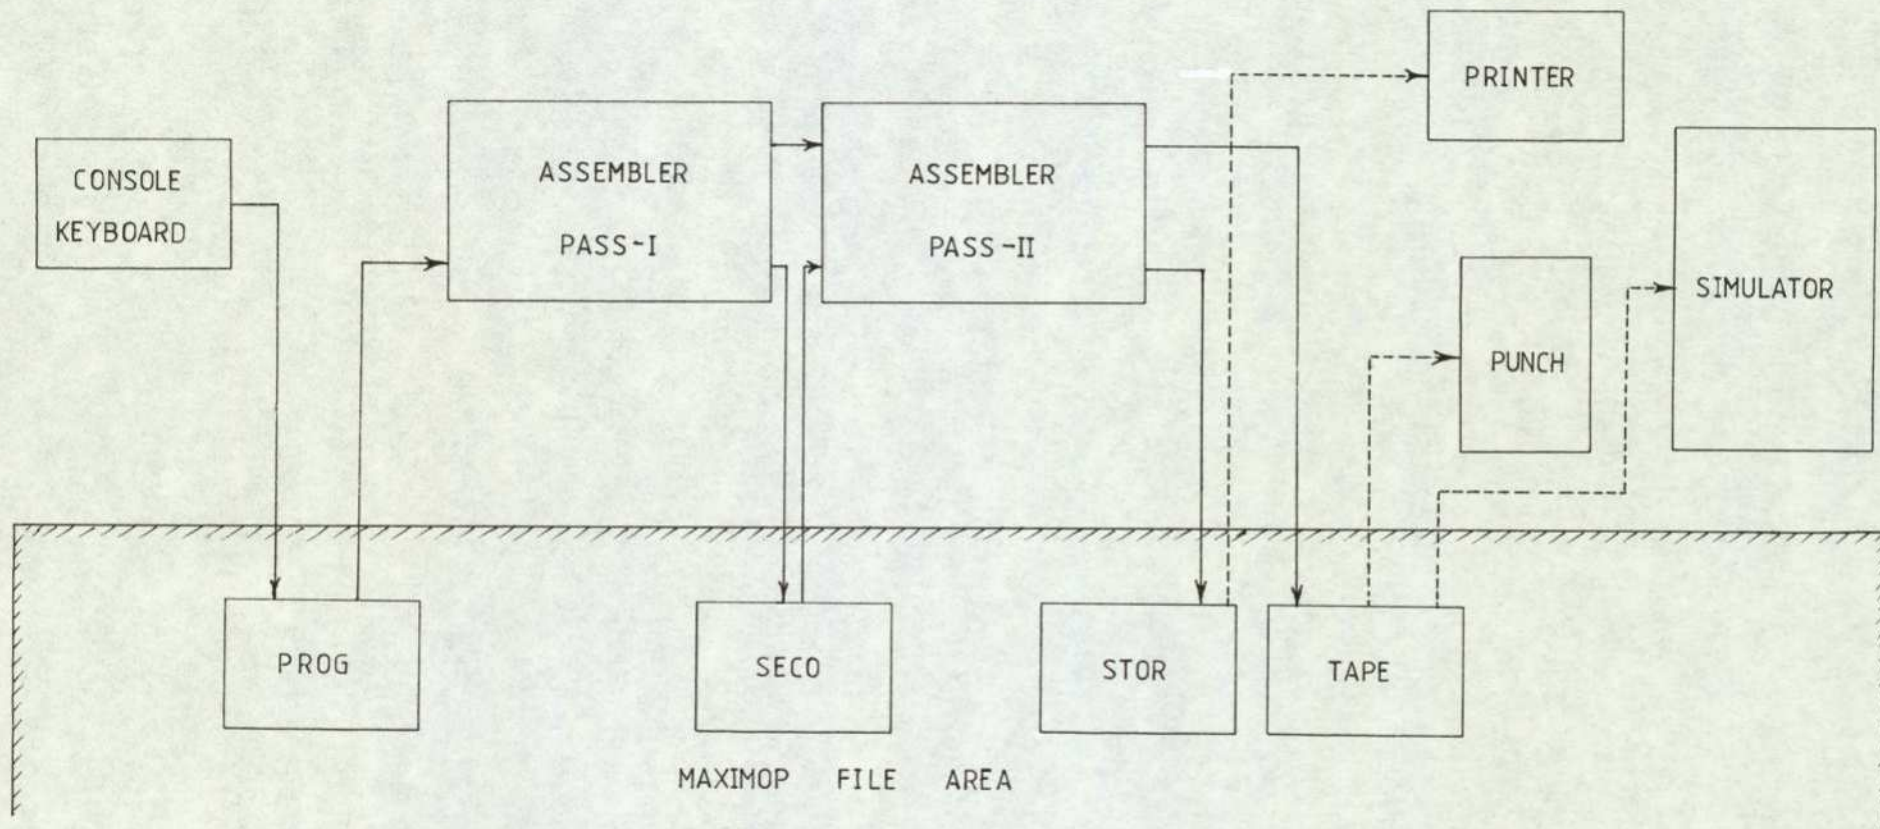 CONSOLE
KEYBOARD
ASSEMBLER
PASS-I
ASSEMBLER
PASS-II
PRINTER
SIMULATOR
PUNCH
PROG
SECO
STOR
TAPE
MAXIMOP FILE AREA